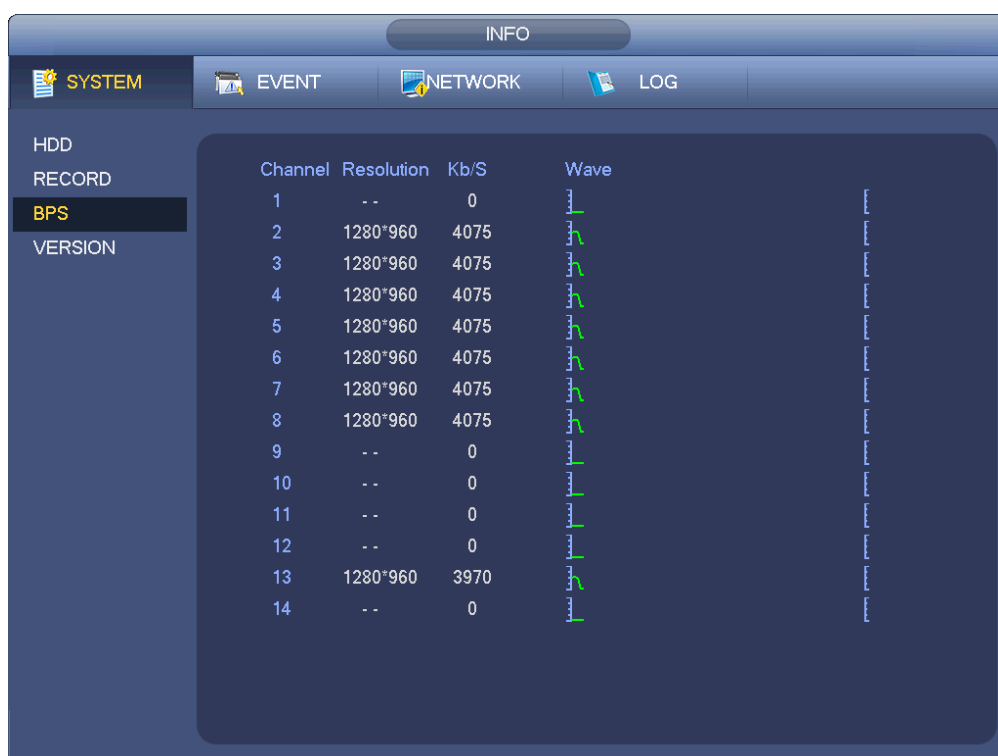 INFO
SYSTEM EVENT NETWORK LOG
HDD
RECORD
BPS
VERSION
Channel Resolution Kb/S Wave
1 - - 0
2 1280*960 4075
3 1280*960 4075
4 1280*960 4075
5 1280*960 4075
6 1280*960 4075
7 1280*960 4075
8 1280*960 4075
9 - - 0
10 - - 0
11 - - 0
12 - - 0
13 1280*960 3970
14 - - 0